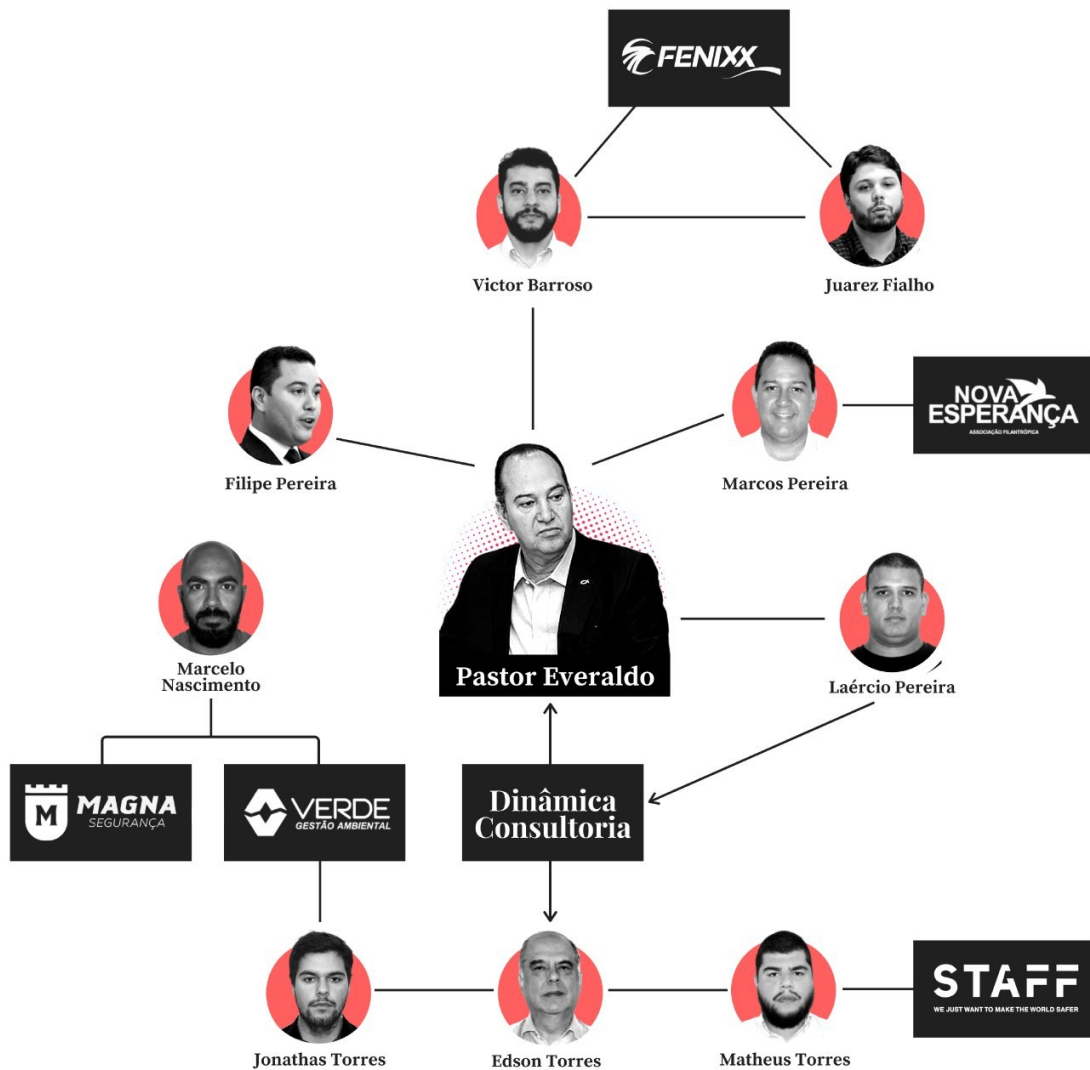 FENIXX
Victor Barroso
Juarez Fialho
NOVA
ESPERANÇA
ASSOCIAÇÃO FILANTRÓPICA
Filipe Pereira
Marcos Pereira
Marcelo
Nascimento
Pastor Everaldo
Laércio Pereira
M MAGNA
SEGURANÇA
VERDE
GESTÃO AMBIENTAL
Dinâmica
Consultoria
STAFF
WE JUST WANT TO MAKE THE WORLD SAFER
Jonathas Torres
Edson Torres
Matheus Torres